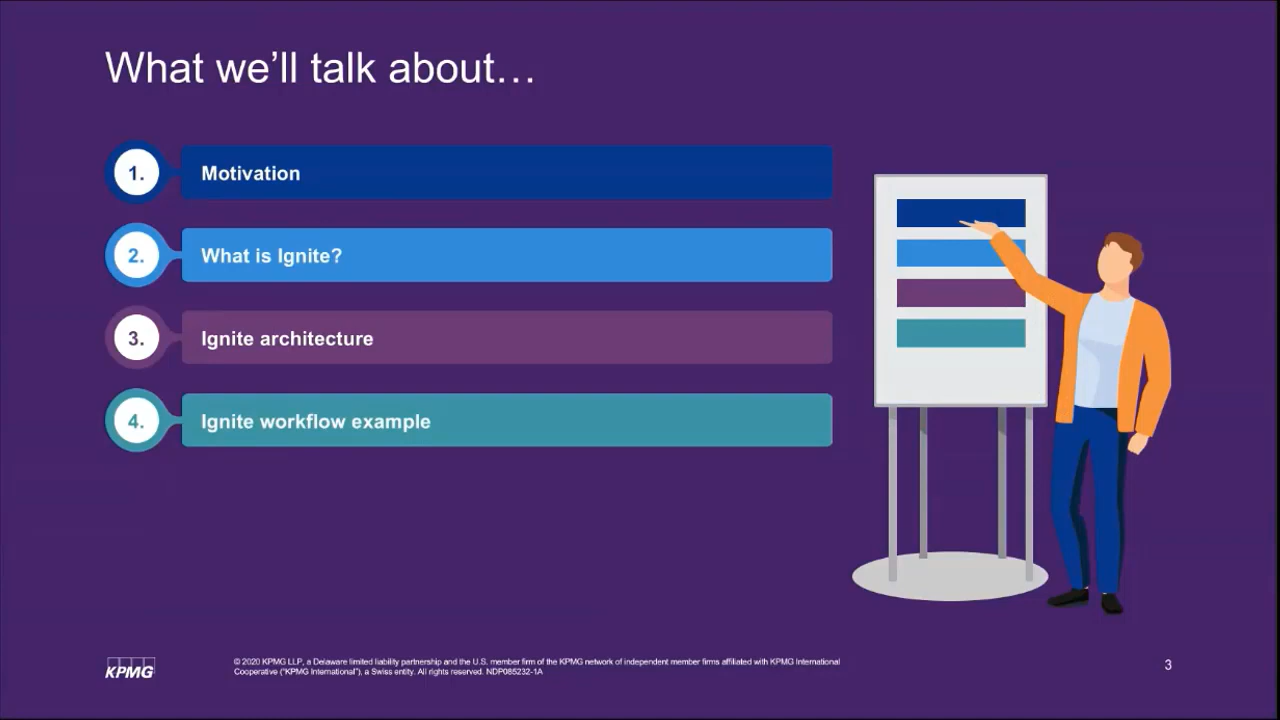 What we'll talk about…
1.
Motivation
2.
What is Ignite?
3.
Ignite architecture
4.
Ignite workflow example
KPMG
© 2020 KPMG LLP, a Delaware limited liability partnership and the U.S. member firm of the KPMG network of independent member firms affiliated with KPMG International
Cooperative (“KPMG International”), a Swiss entity. All rights reserved. NDP085232-1A
3